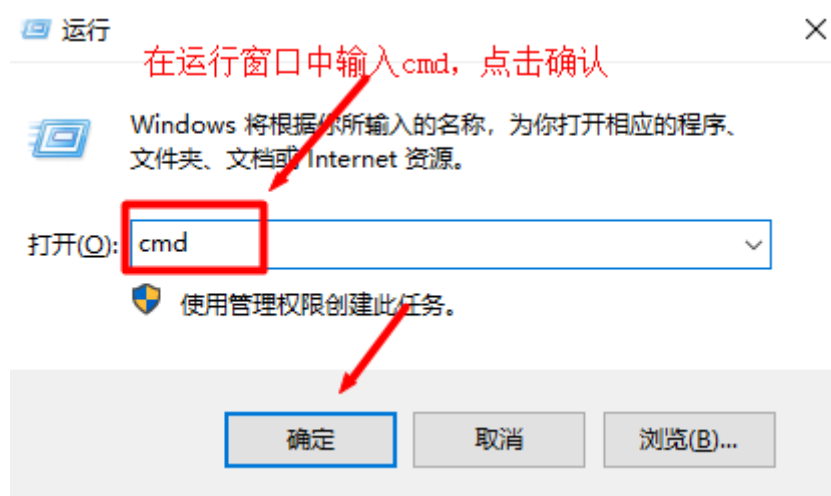 运行
在运行窗口中输入cmd，点击确认
Windows 将根据你所输入的名称，为你打开相应的程序、
文件夹、文档或 Internet 资源。
打开(O): cmd
使用管理权限创建此任务。
确定 取消 浏览(B)...